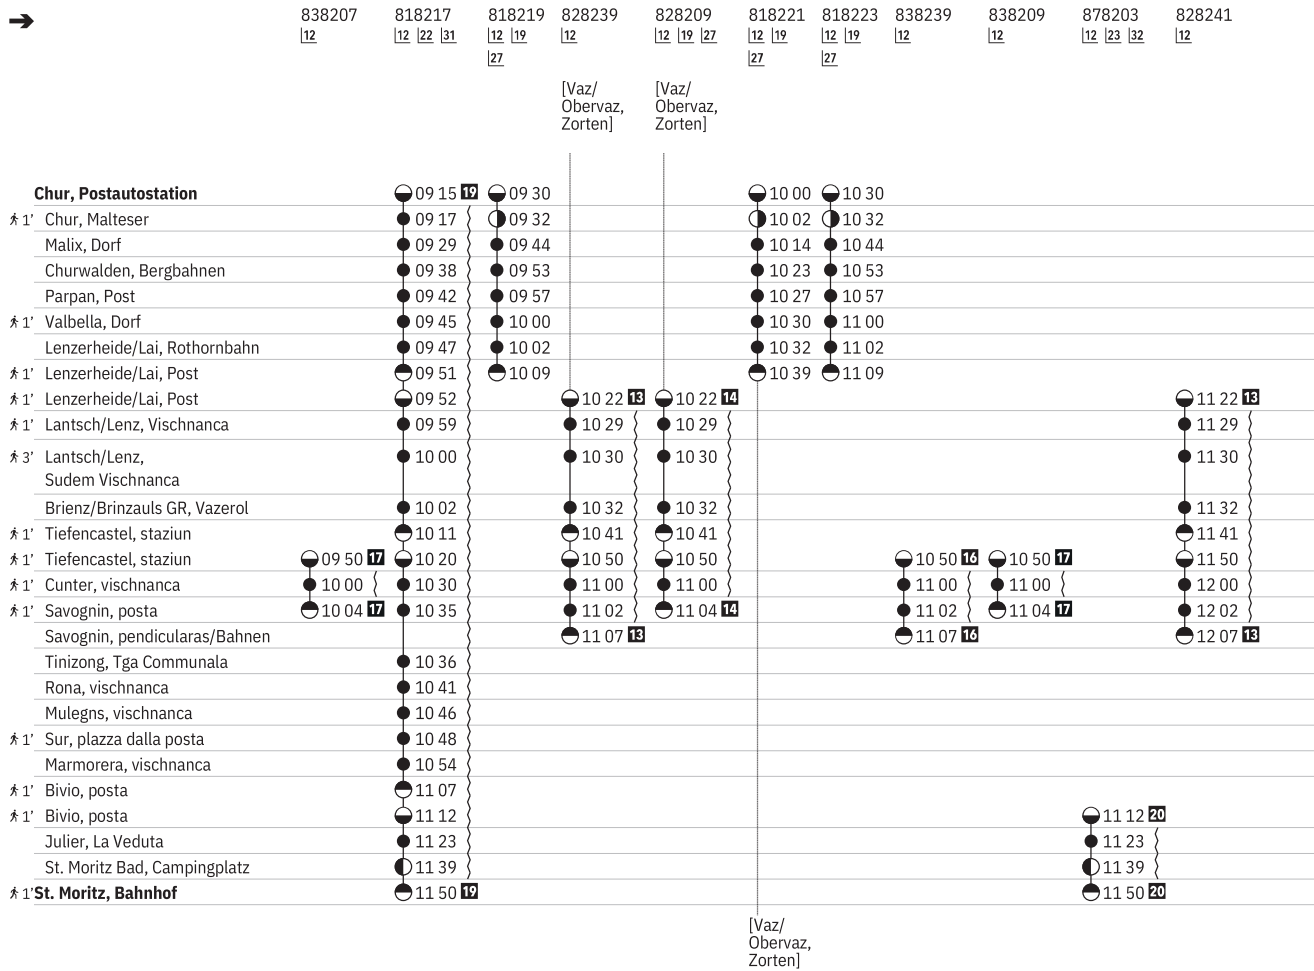 838207 818217 818219 828239 828209 818221 818223 838239 838209 878203 828241
12 12 22 31 12 19 12 12 19 27 12 19 12 19 12 12 12 23 32 12
27 27 27
[Vaz/ [Vaz/
Obervaz, Obervaz,
Zorten] Zorten]
Chur, Postautostation 09 15 19 09 30 10 00 10 30
1' Chur, Malteser 09 17 09 32 10 02 10 32
Malix, Dorf 09 29 09 44 10 14 10 44
Churwalden, Bergbahnen 09 38 09 53 10 23 10 53
Parpan, Post 09 42 09 57 10 27 10 57
1' Valbella, Dorf 09 45 10 00 10 30 11 00
Lenzerheide/Lai, Rothornbahn 09 47 10 02 10 32 11 02
1' Lenzerheide/Lai, Post 09 51 10 09 10 39 11 09
1' Lenzerheide/Lai, Post 09 52 10 22 13 10 22 14 11 22 13
1' Lantsch/Lenz, Vischnanca 09 59 10 29 10 29 11 29
3' Lantsch/Lenz, 10 00 10 30 10 30 11 30
Sudem Vischnanca
Brienz/Brinzauls GR, Vazerol 10 02 10 32 10 32 11 32
1' Tiefencastel, staziun 10 11 10 41 10 41 11 41
1' Tiefencastel, staziun 09 50 17 10 20 10 50 10 50 10 50 16 10 50 17 11 50
1' Cunter, vischnanca 10 00 10 30 11 00 11 00 11 00 11 00 12 00
1' Savognin, posta 10 04 17 10 35 11 02 11 04 14 11 02 11 04 17 12 02
Savognin, pendicularas/Bahnen 11 07 13 11 07 16 12 07 13
Tinizong, Tga Communala 10 36
Rona, vischnanca 10 41
Mulegns, vischnanca 10 46
1' Sur, plazza dalla posta 10 48
Marmorera, vischnanca 10 54
1' Bivio, posta 11 07
1' Bivio, posta 11 12 11 12 20
Julier, La Veduta 11 23 11 23
St. Moritz Bad, Campingplatz 11 39 11 39
1' St. Moritz, Bahnhof 11 50 19 11 50 20
[Vaz/
Obervaz,
Zorten]